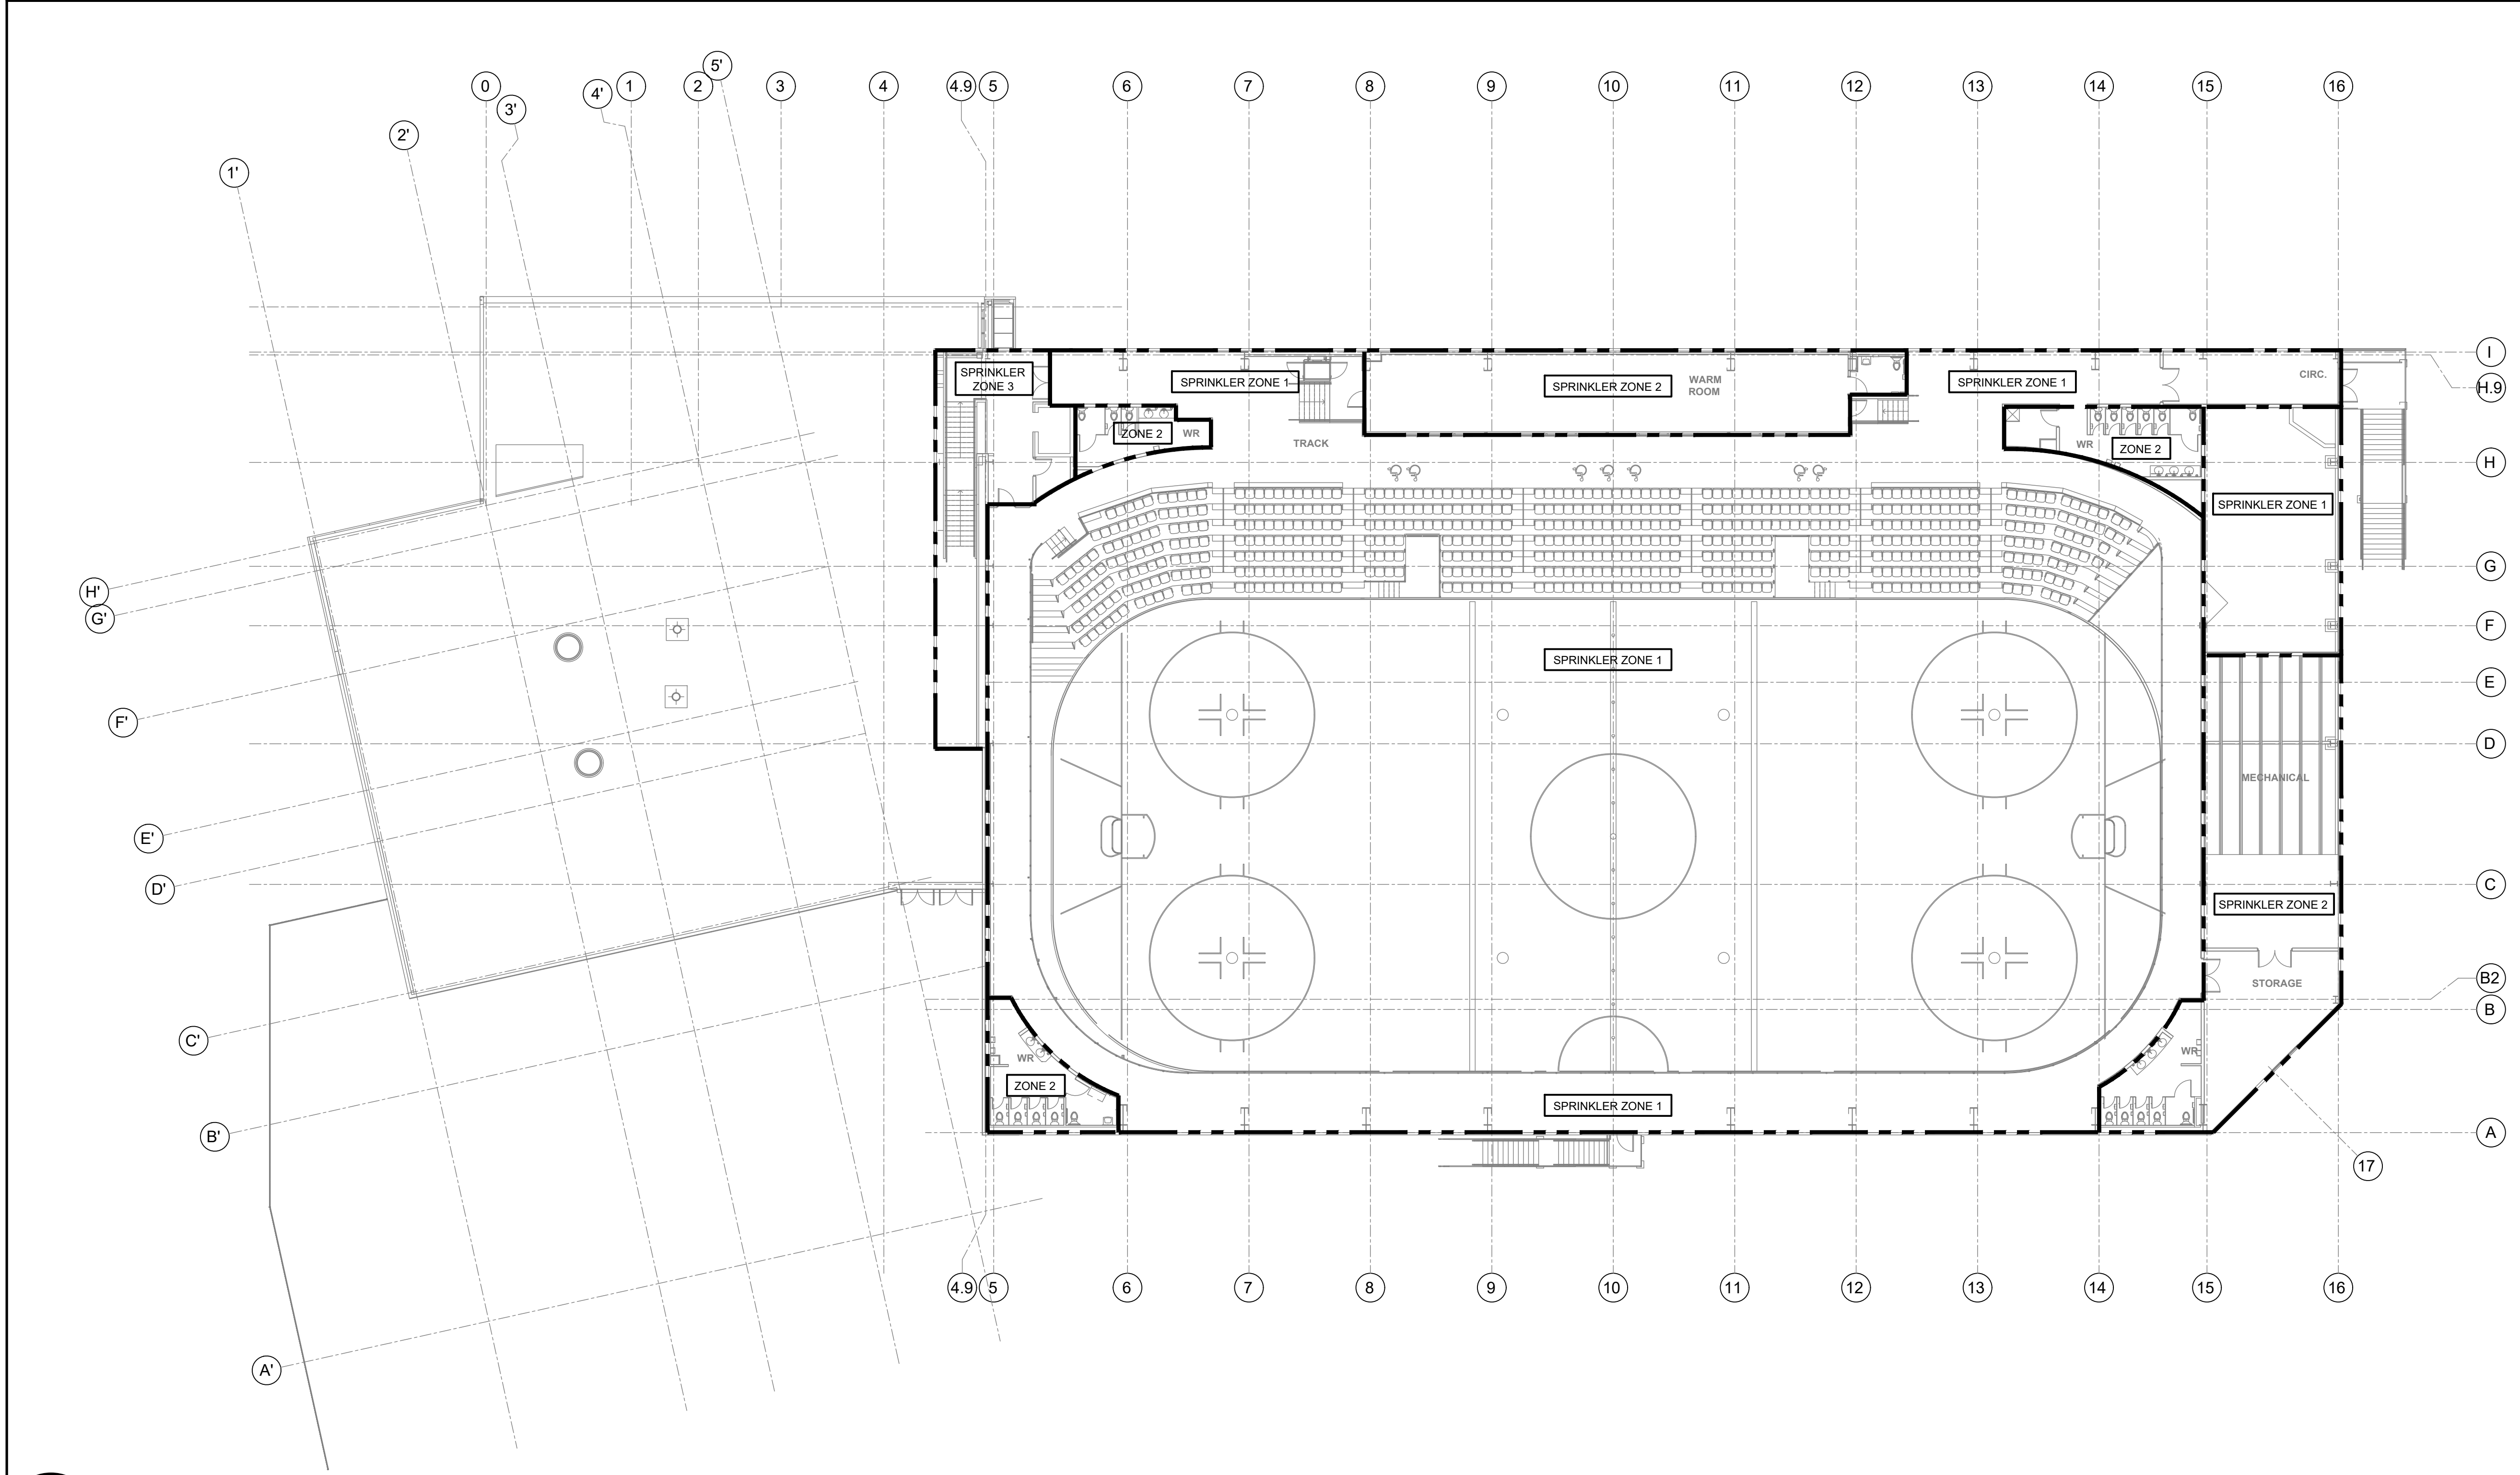 5'
0
4'
1
2
3
4
4.9
5
6
7
8
9
10
11
12
13
14
15
16
3'
2'
1'
I
H.9
SPRINKLER
ZONE 3
SPRINKLER ZONE 1
SPRINKLER ZONE 2
WARM
ROOM
SPRINKLER ZONE 1
CIRC.
ZONE 2
WR
TRACK
WR
ZONE 2
H
SPRINKLER ZONE 1
H'
G'
G
F
SPRINKLER ZONE 1
E
F'
D
MECHANICAL
E'
D'
C
SPRINKLER ZONE 2
B2
STORAGE
B
C'
WR
WR
ZONE 2
SPRINKLER ZONE 1
B'
A
17
4.9
5
6
7
8
9
10
11
12
13
14
15
16
A'